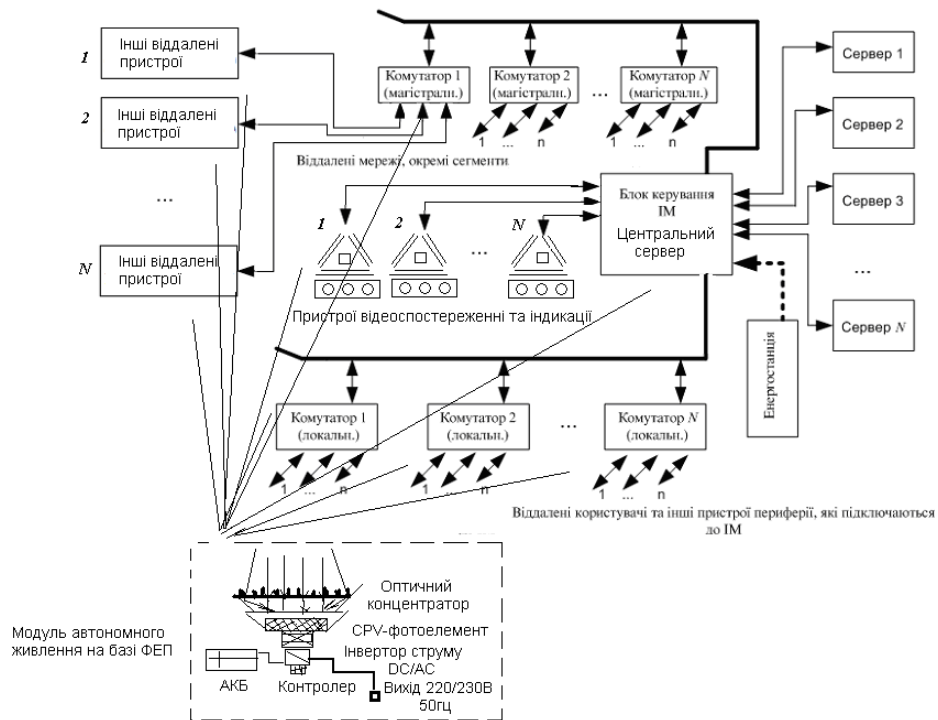 1
Інші віддалені
пристрої
2
Інші віддалені
пристрої
...
N
Інші віддалені
пристрої
Комутатор 1
(магістралн.)
Комутатор 2
(магістралн.)
...
Комутатор N
(магістралн.)
1 ... n
1 ... n
Віддалені мережі, окремі сегменти
1
2
...
N
Пристрої відеоспостереженні та індикації
Блок керування
ІМ
Центральний
сервер
Сервер 1
Сервер 2
Сервер 3
...
Сервер N
Енергостанція
Комутатор 1
(локальн.)
Комутатор 2
(локальн.)
...
Комутатор N
(локальн.)
1 ... n
1 ... n
1 ... n
Віддалені користувачі та інші пристрої периферії, які підключаються
до ІМ
Модуль автономного
живлення на базі ФЕП
Оптичний
концентратор
CPV-фотоелемент
Інвертор струму
DC/AC
АКБ
Контролер
Вихід 220/230В
50гц